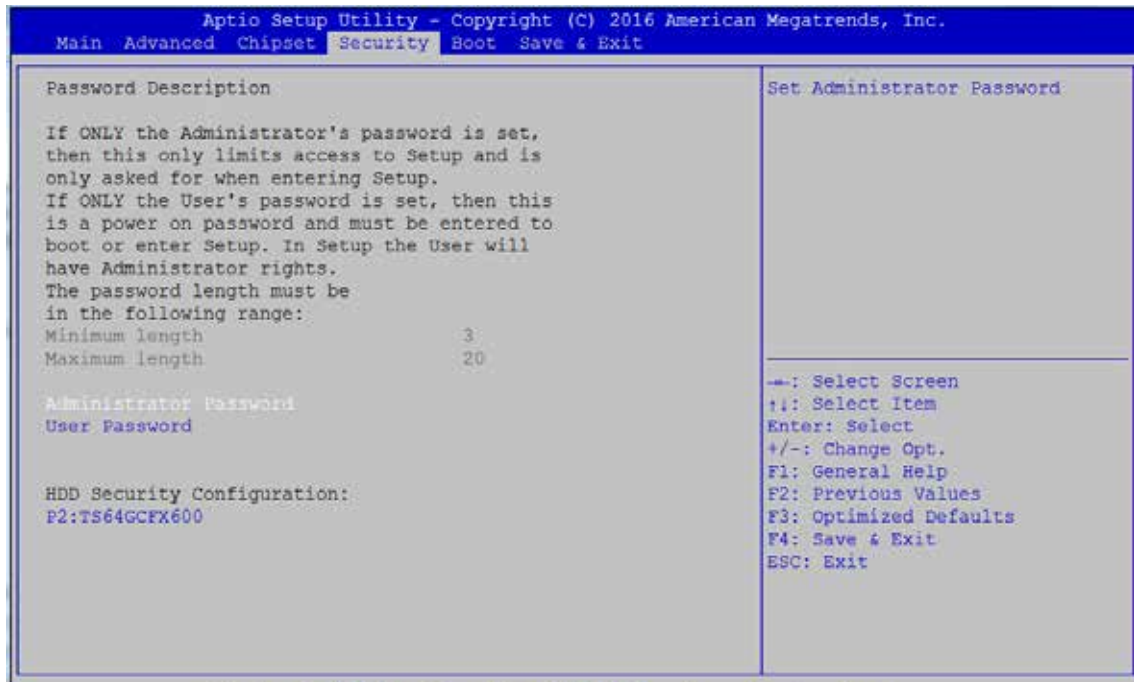 Aptio Setup Utility - Copyright (C) 2016 American Megatrends, Inc.
Main Advanced Chipset Security Boot Save & Exit
Password Description
If ONLY the Administrator's password is set,
then this only limits access to Setup and is
only asked for when entering Setup.
If ONLY the User's password is set, then this
is a power on password and must be entered to
boot or enter Setup. In Setup the User will
have Administrator rights.
The password length must be
in the following range:
Minimum length 3
Maximum length 20
Administrator Password
User Password
HDD Security Configuration:
P2:TS64GCFX600
Set Administrator Password
→←: Select Screen
↑↓: Select Item
Enter: Select
+/-: Change Opt.
F1: General Help
F2: Previous Values
F3: Optimized Defaults
F4: Save & Exit
ESC: Exit